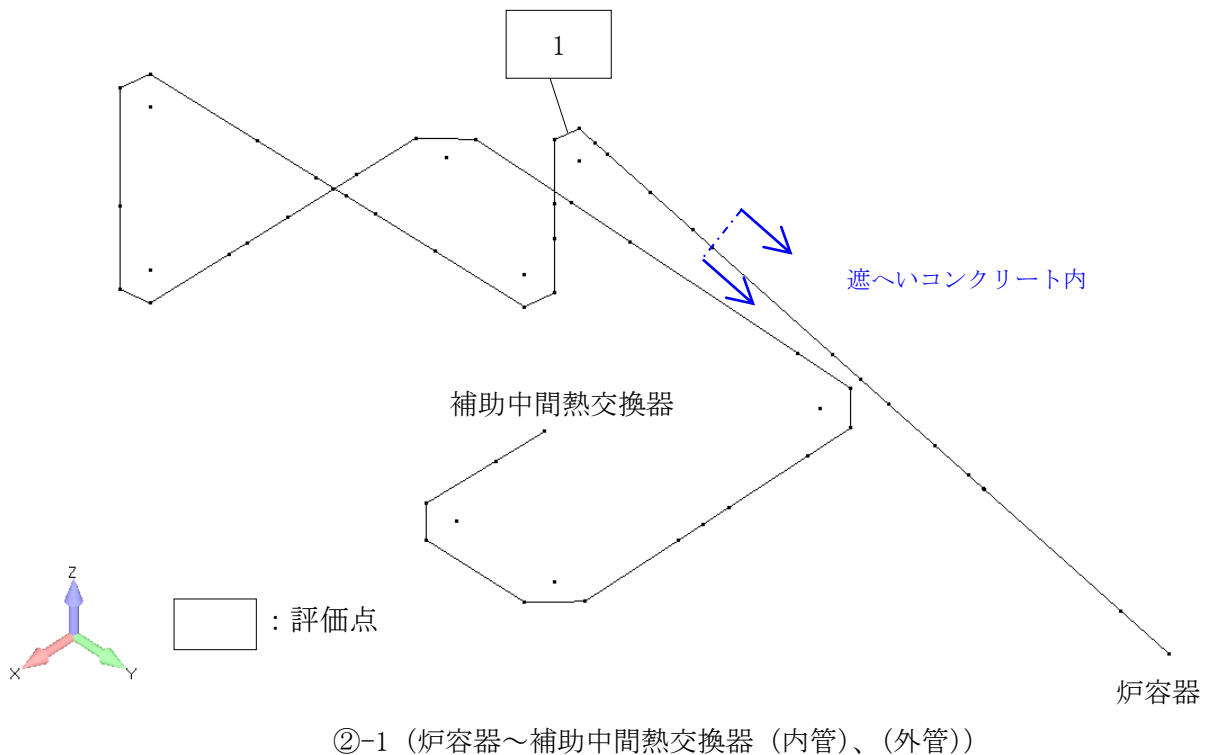 1
遮へいコンクリート内
補助中間熱交換器
Z
X
Y
：評価点
炉容器
②-1（炉容器～補助中間熱交換器（内管）、（外管））